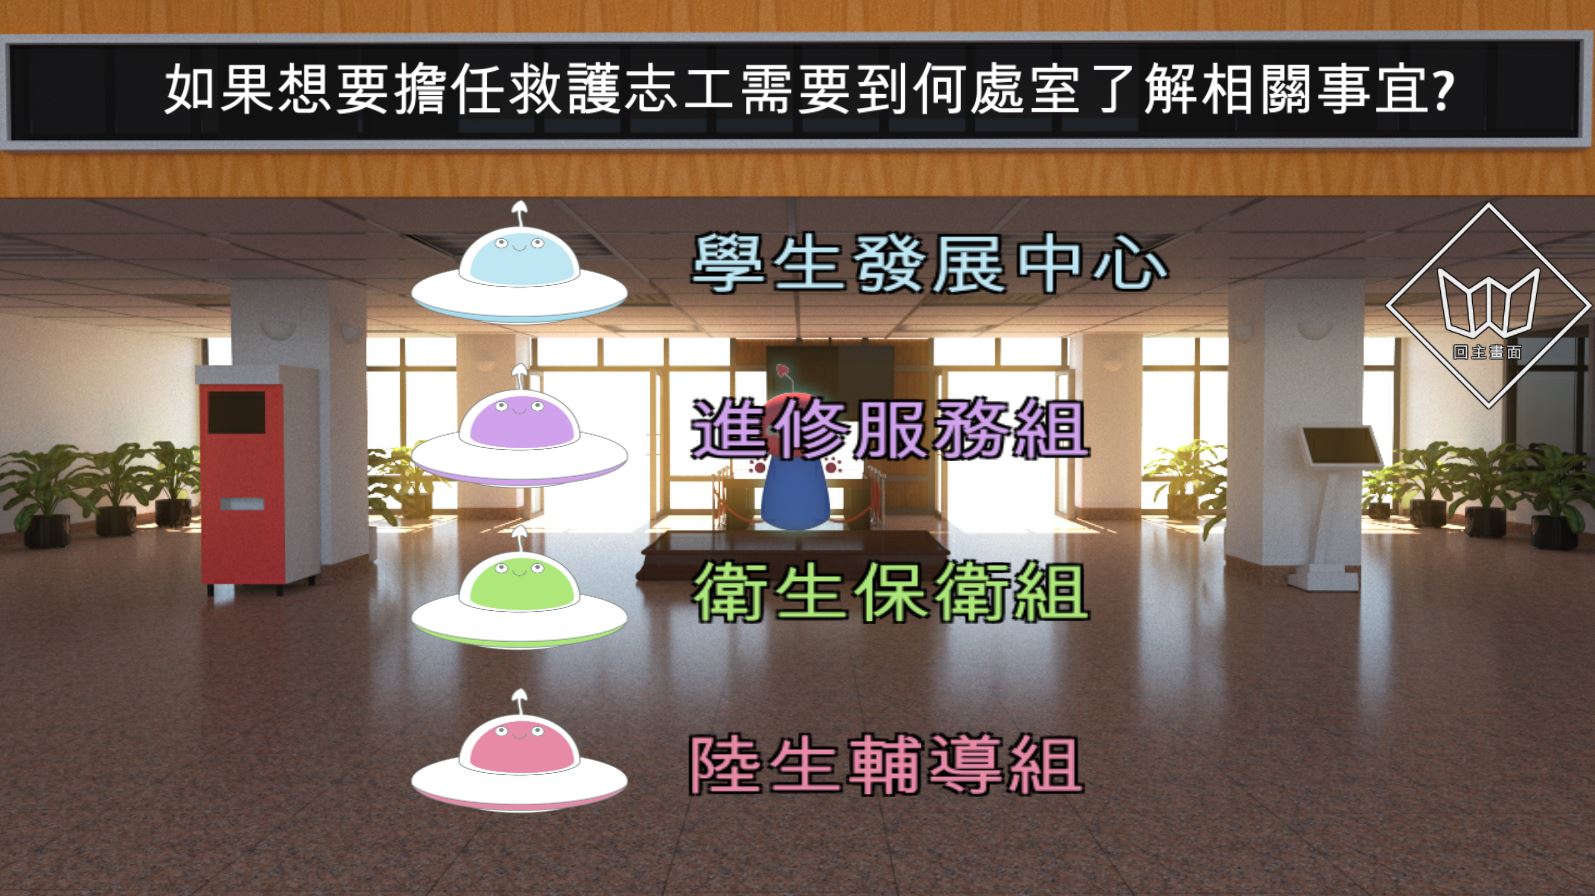 如果想要擔任救護志工需要到何處室了解相關事宜?
學生發展中心
回主畫面
進修服務組
衛生保衛組
陸生輔導組